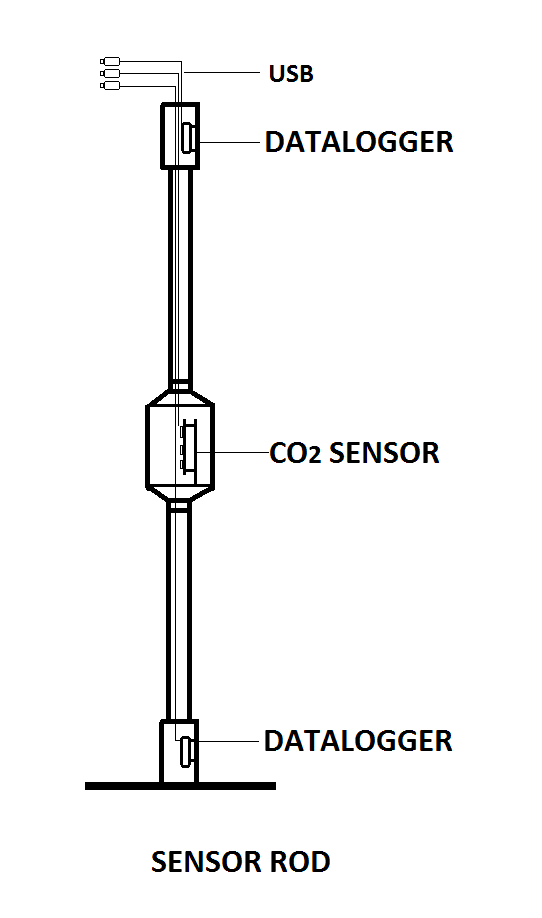 USB
DATALOGGER
CO2 SENSOR
DATALOGGER
SENSOR ROD